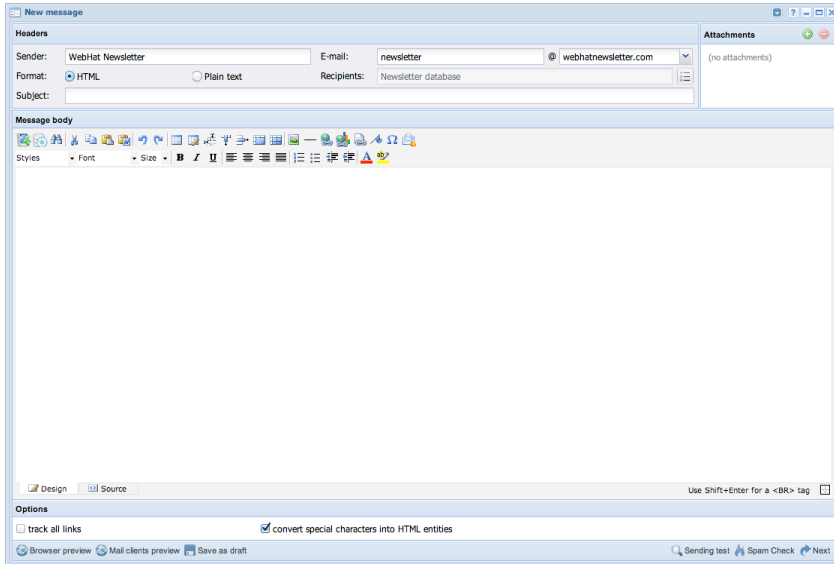 New message
Headers
Attachments
Sender: WebHat Newsletter E-mail: newsletter @ webhatnewsletter.com
(no attachments)
Format: HTML Plain text Recipients: Newsletter database
Subject:
Message body
Styles Font Size B I U A ab
Design Source Use Shift+Enter for a <BR> tag
Options
track all links convert special characters into HTML entities
Browser preview Mail clients preview Save as draft Sending test Spam Check Next